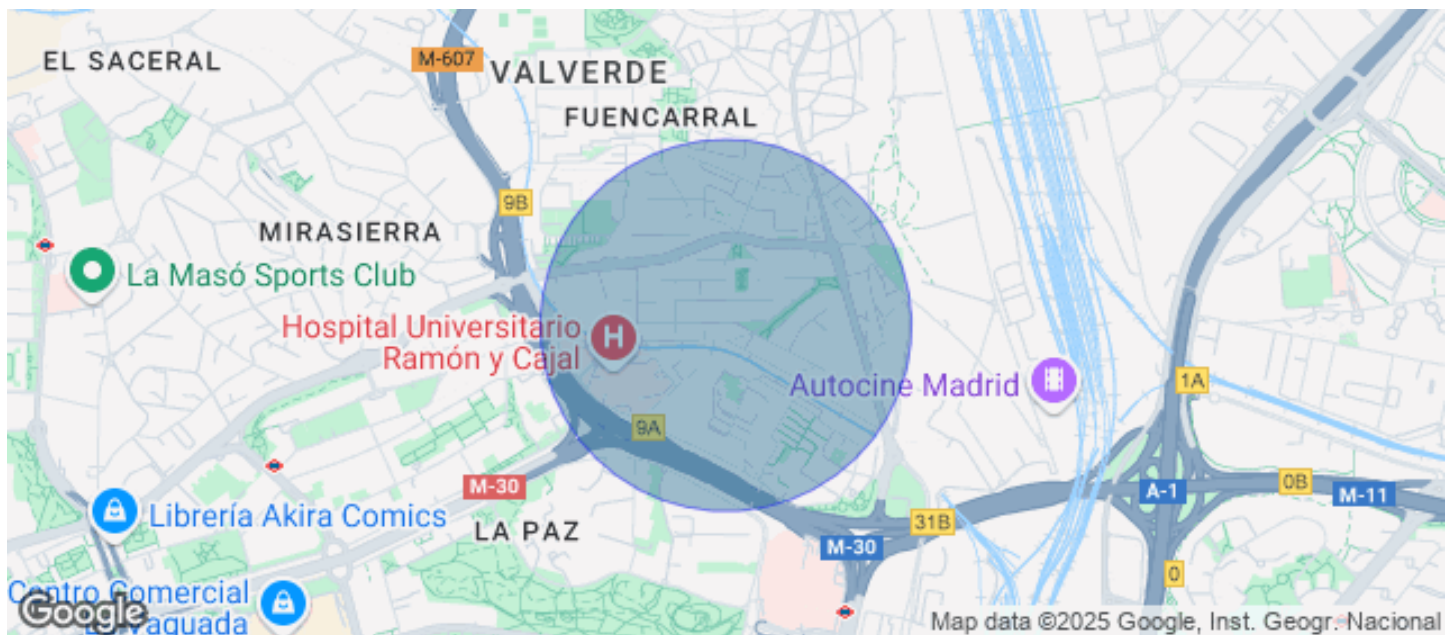 EL SACERAL
M-607
VALVERDE
FUENCARRAL
9B
MIRASIERRA
La Masó Sports Club
Hospital Universitario
Ramón y Cajal
H
Autocine Madrid
1A
9A
M-30
A-1
0B
M-11
Librería Akira Comics
LA PAZ
31B
M-30
0
Centro Comercial
La Vaguada
Google
Map data ©2025 Google, Inst. Geogr. Nacional